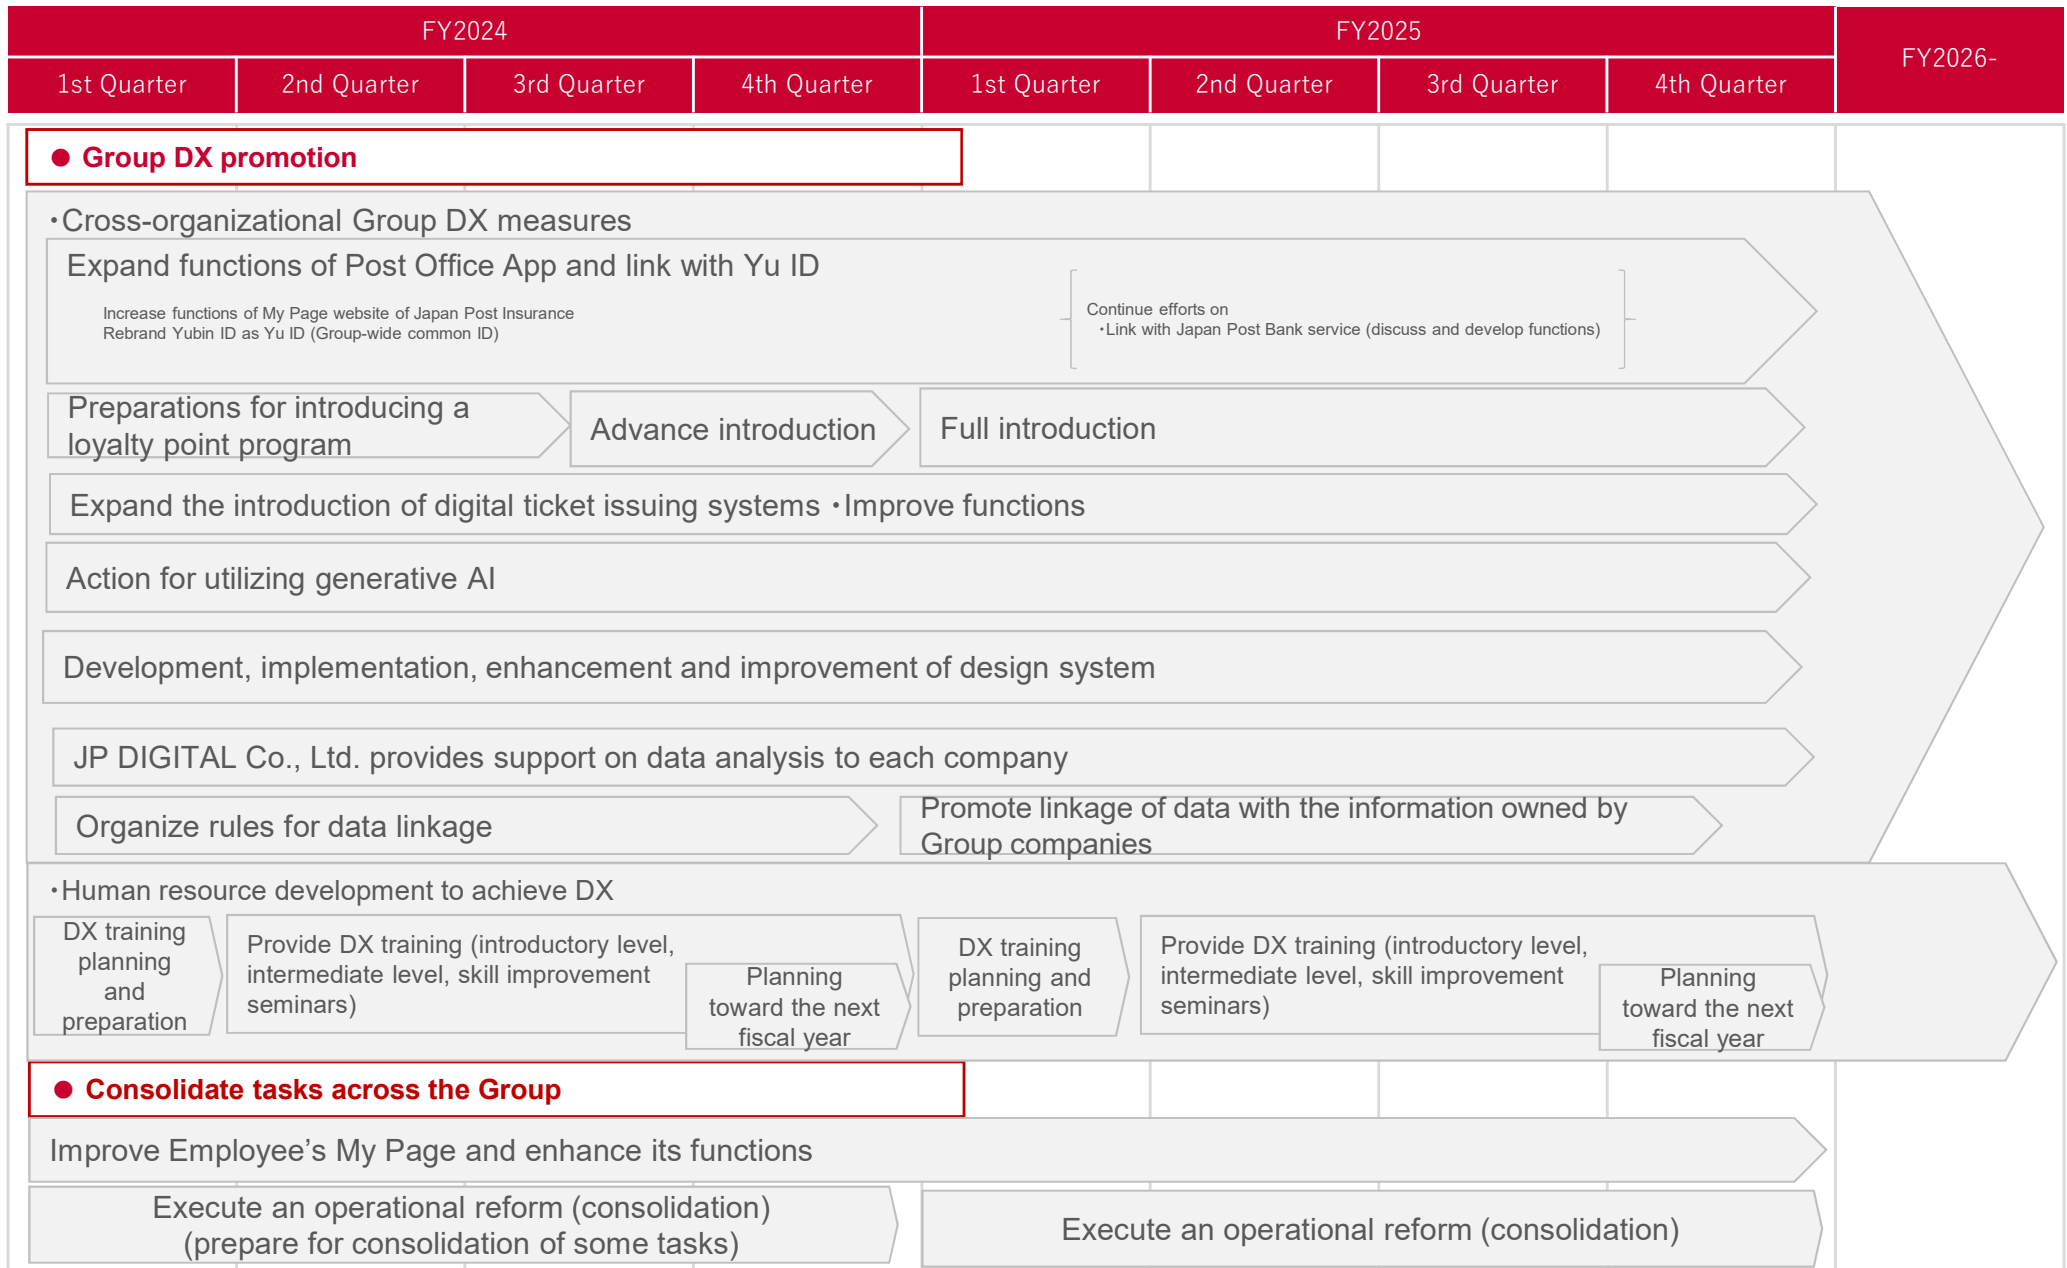 FY2024
FY2025
FY2026-
1st Quarter
2nd Quarter
3rd Quarter
4th Quarter
1st Quarter
2nd Quarter
3rd Quarter
4th Quarter
● Group DX promotion
・Cross-organizational Group DX measures
Expand functions of Post Office App and link with Yu ID
Increase functions of My Page website of Japan Post Insurance
Rebrand Yubin ID as Yu ID (Group-wide common ID)
Continue efforts on
・Link with Japan Post Bank service (discuss and develop functions)
Preparations for introducing a
loyalty point program
Advance introduction
Full introduction
Expand the introduction of digital ticket issuing systems ・Improve functions
Action for utilizing generative AI
Development, implementation, enhancement and improvement of design system
JP DIGITAL Co., Ltd. provides support on data analysis to each company
Organize rules for data linkage
Promote linkage of data with the information owned by
Group companies
・Human resource development to achieve DX
DX training
planning
and
preparation
Provide DX training (introductory level,
intermediate level, skill improvement
seminars)
Planning
toward the next
fiscal year
DX training
planning and
preparation
Provide DX training (introductory level,
intermediate level, skill improvement
seminars)
Planning
toward the next
fiscal year
● Consolidate tasks across the Group
Improve Employee’s My Page and enhance its functions
Execute an operational reform (consolidation)
(prepare for consolidation of some tasks)
Execute an operational reform (consolidation)